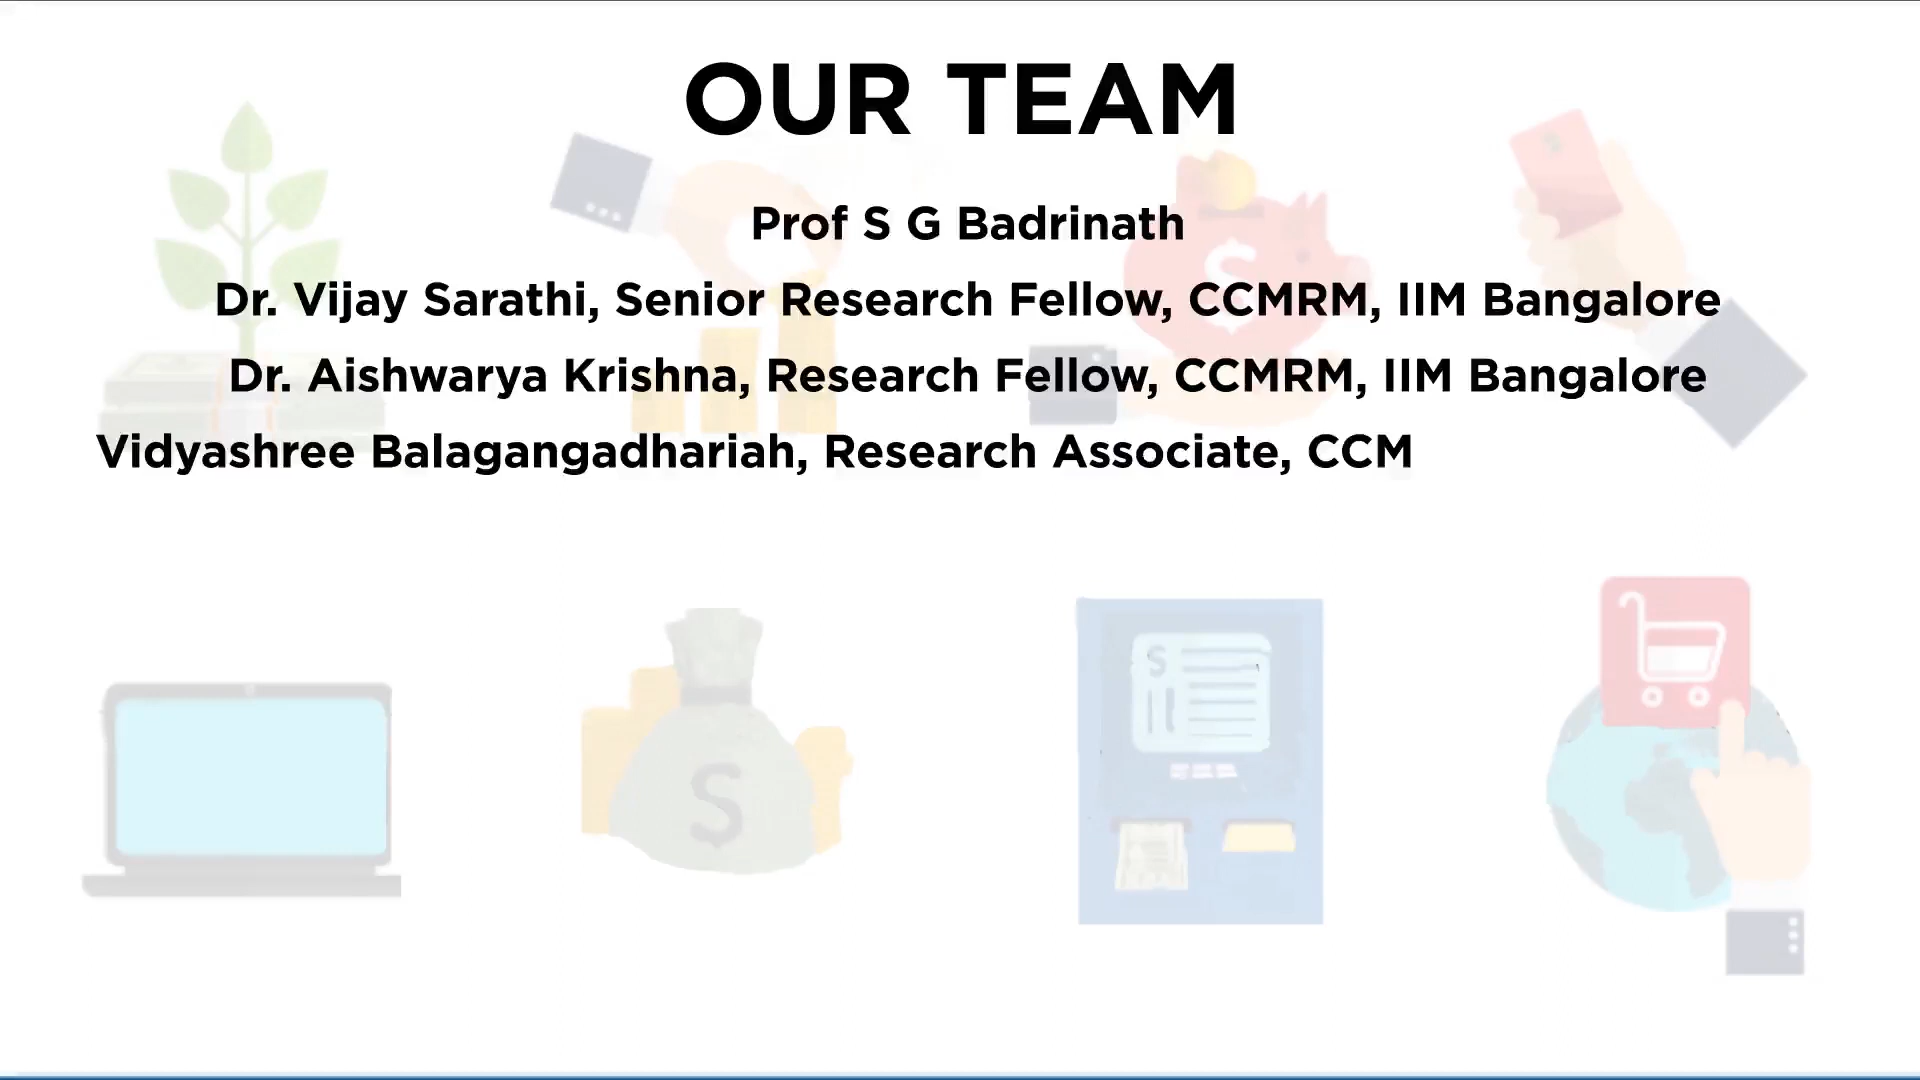 OUR TEAM
Prof S G Badrinath
Dr. Vijay Sarathi, Senior Research Fellow, CCMRM, IIM Bangalore
Dr. Aishwarya Krishna, Research Fellow, CCMRM, IIM Bangalore
Vidyashree Balagangadhariah, Research Associate, CCM
$
$
S